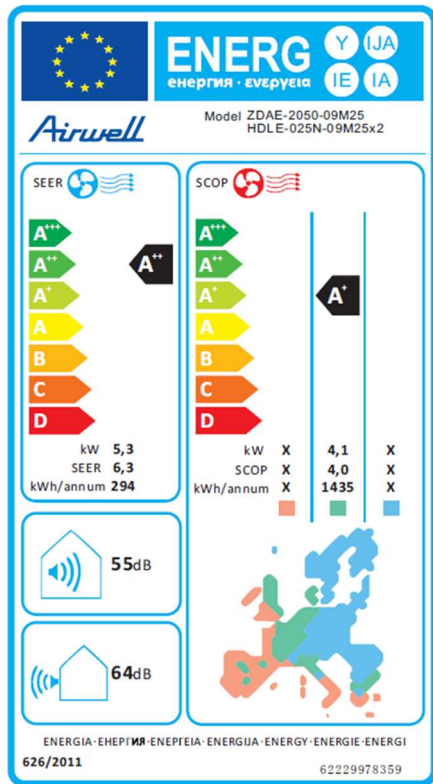 ENERG
енергия · ενεργεια
Y IJA
IE IA
Airwell
Model ZDAE-2050-09M25
HDLE-025N-09M25x2
SEER
A+++
A++
A+
A
B
C
D
A++
kW 5,3
SEER 6,3
kWh/annum 294
SCOP
A+++
A++
A+
A
B
C
D
A+
kW X 4,1 X
SCOP X 4,0 X
kWh/annum X 1435 X
55dB
64dB
ENERGIA·ЕНЕРГИЯ·ΕΝΕΡΓΕΙΑ·ENERGIJA·ENERGY·ENERGIE·ENERGI
626/2011
62229978359